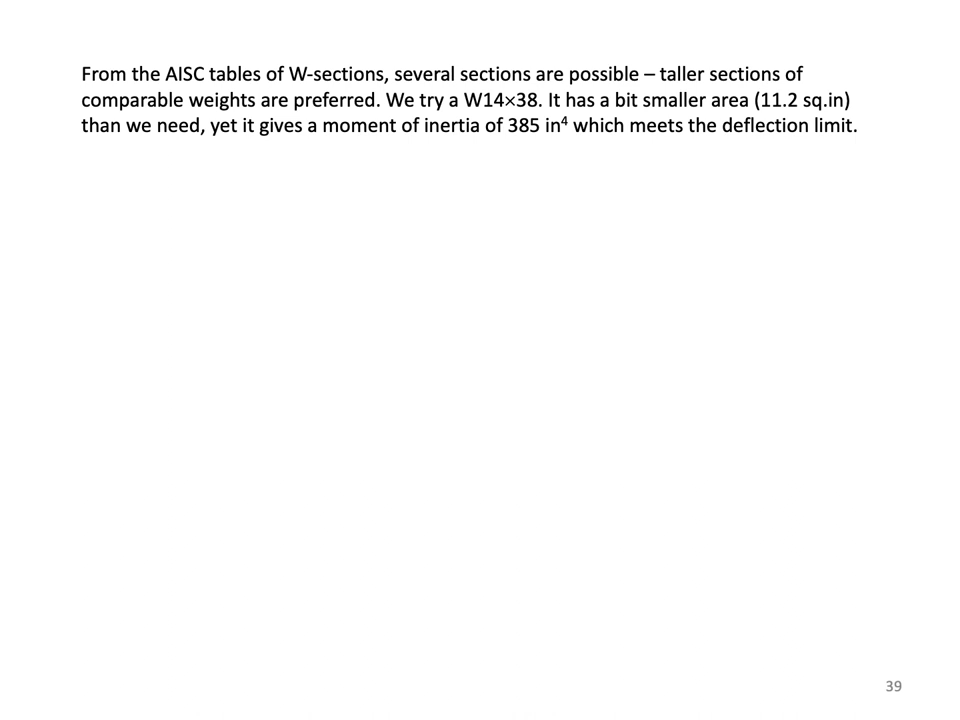 From the AISC tables of W-sections, several sections are possible – taller sections of
comparable weights are preferred. We try a W14×38. It has a bit smaller area (11.2 sq.in)
than we need, yet it gives a moment of inertia of 385 in⁴ which meets the deflection limit.
39